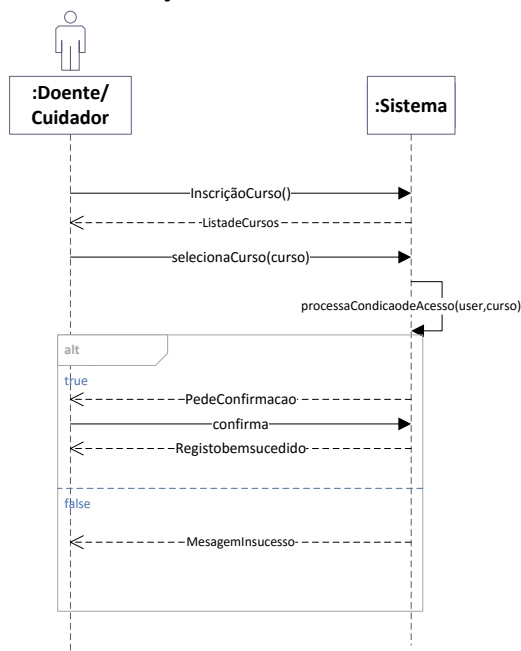 :Doente/
Cuidador
:Sistema
InscriçãoCurso()
ListadeCursos
selecionaCurso(curso)
processaCondicaodeAcesso(user,curso)
alt
true
PedeConfirmacao
confirma
Registobemsucedido
false
MesagemInsucesso